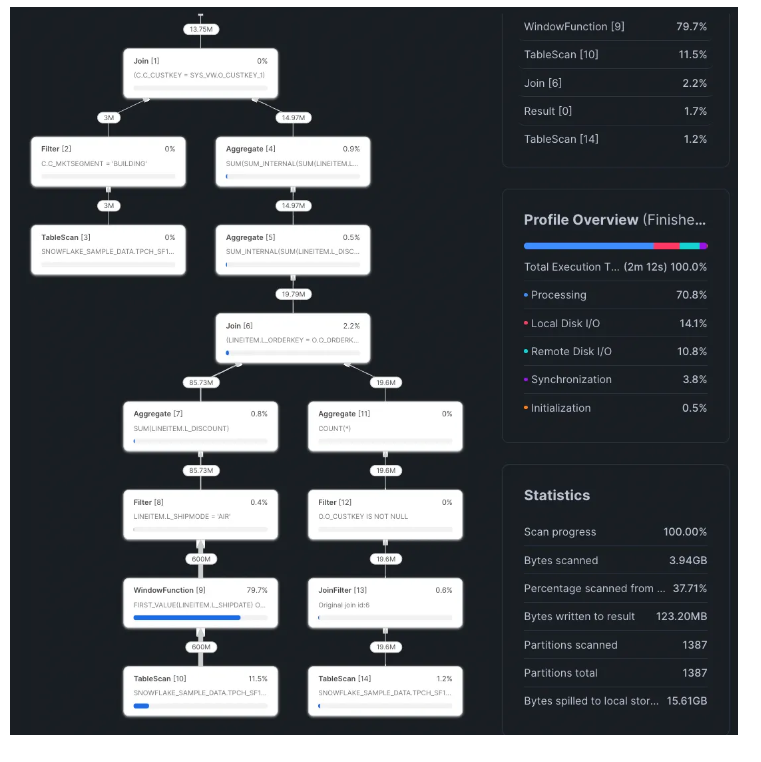 13.75M
Join [1] 0%
(C.C_CUSTKEY = SYS_VW.O_CUSTKEY_1)
3M
14.97M
Filter [2] 0%
C.C_MKTSEGMENT = 'BUILDING'
Aggregate [4] 0.9%
SUM(SUM_INTERNAL(SUM(LINEITEM.L...
3M
14.97M
TableScan [3] 0%
SNOWFLAKE_SAMPLE_DATA.TPCH_SF1...
Aggregate [5] 0.5%
SUM_INTERNAL(SUM(LINEITEM.L_DISC...
19.79M
Join [6] 2.2%
(LINEITEM.L_ORDERKEY = O.O_ORDERK...
85.73M
19.6M
Aggregate [7] 0.8%
SUM(LINEITEM.L_DISCOUNT)
Aggregate [11] 0%
COUNT(*)
85.73M
19.6M
Filter [8] 0.4%
LINEITEM.L_SHIPMODE = 'AIR'
Filter [12] 0%
O.O_CUSTKEY IS NOT NULL
600M
19.6M
WindowFunction [9] 79.7%
FIRST_VALUE(LINEITEM.L_SHIPDATE) O...
JoinFilter [13] 0.6%
Original join id:6
600M
19.6M
TableScan [10] 11.5%
SNOWFLAKE_SAMPLE_DATA.TPCH_SF1...
TableScan [14] 1.2%
SNOWFLAKE_SAMPLE_DATA.TPCH_SF1...
WindowFunction [9] 79.7%
TableScan [10] 11.5%
Join [6] 2.2%
Result [0] 1.7%
TableScan [14] 1.2%
Profile Overview (Finishe...
Total Execution T... (2m 12s) 100.0%
Processing 70.8%
Local Disk I/O 14.1%
Remote Disk I/O 10.8%
Synchronization 3.8%
Initialization 0.5%
Statistics
Scan progress 100.00%
Bytes scanned 3.94GB
Percentage scanned from ... 37.71%
Bytes written to result 123.20MB
Partitions scanned 1387
Partitions total 1387
Bytes spilled to local stor... 15.61GB